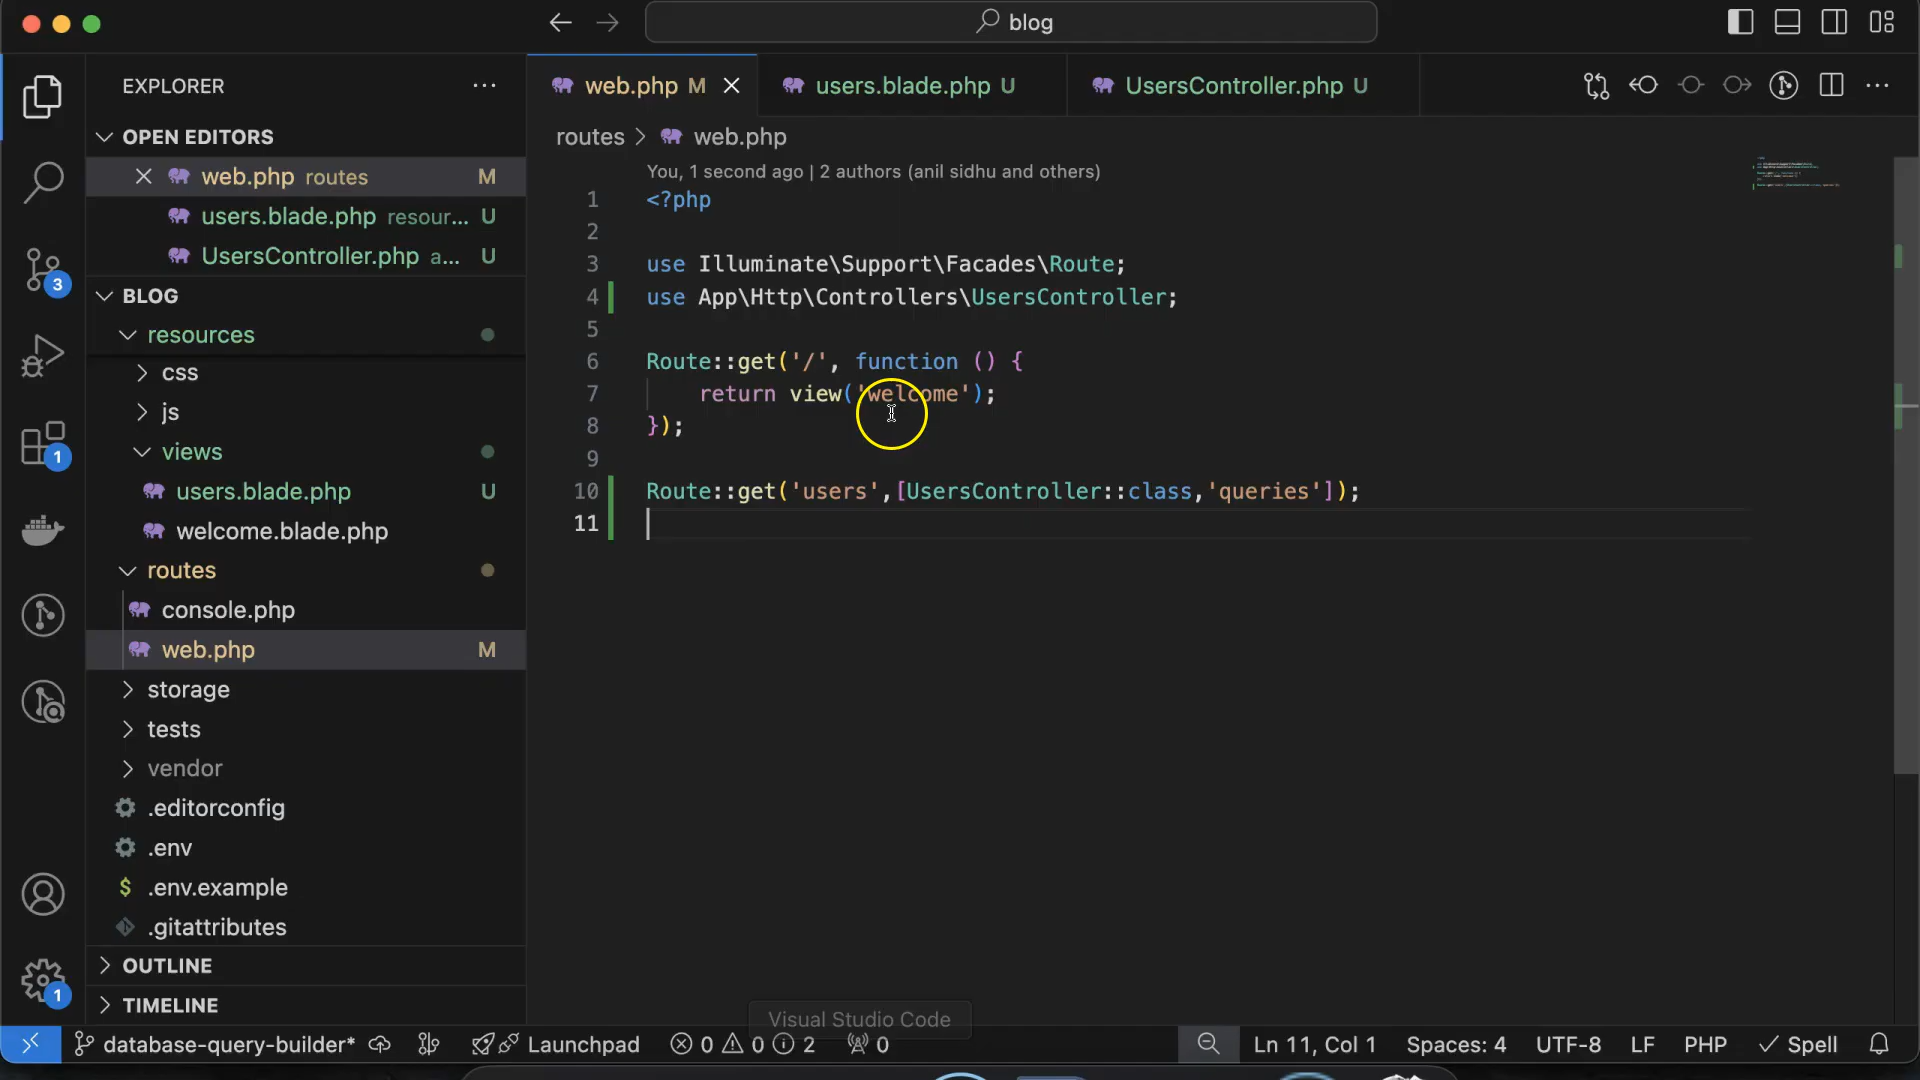 blog
EXPLORER
OPEN EDITORS
web.php routes M
users.blade.php resour... U
UsersController.php a... U
BLOG
resources
css
js
views
users.blade.php U
welcome.blade.php
routes
console.php
web.php M
storage
tests
vendor
.editorconfig
.env
$ .env.example
.gitattributes
OUTLINE
TIMELINE
3
1
1
web.php M
users.blade.php U
UsersController.php U
routes > web.php
You, 1 second ago | 2 authors (anil sidhu and others)
1 <?php
2
3 use Illuminate\Support\Facades\Route;
4 use App\Http\Controllers\UsersController;
5
6 Route::get('/', function () {
7 return view('welcome');
8 });
9
10 Route::get('users',[UsersController::class,'queries']);
11
Visual Studio Code
database-query-builder* Launchpad 0 0 2 0 Ln 11, Col 1 Spaces: 4 UTF-8 LF PHP Spell